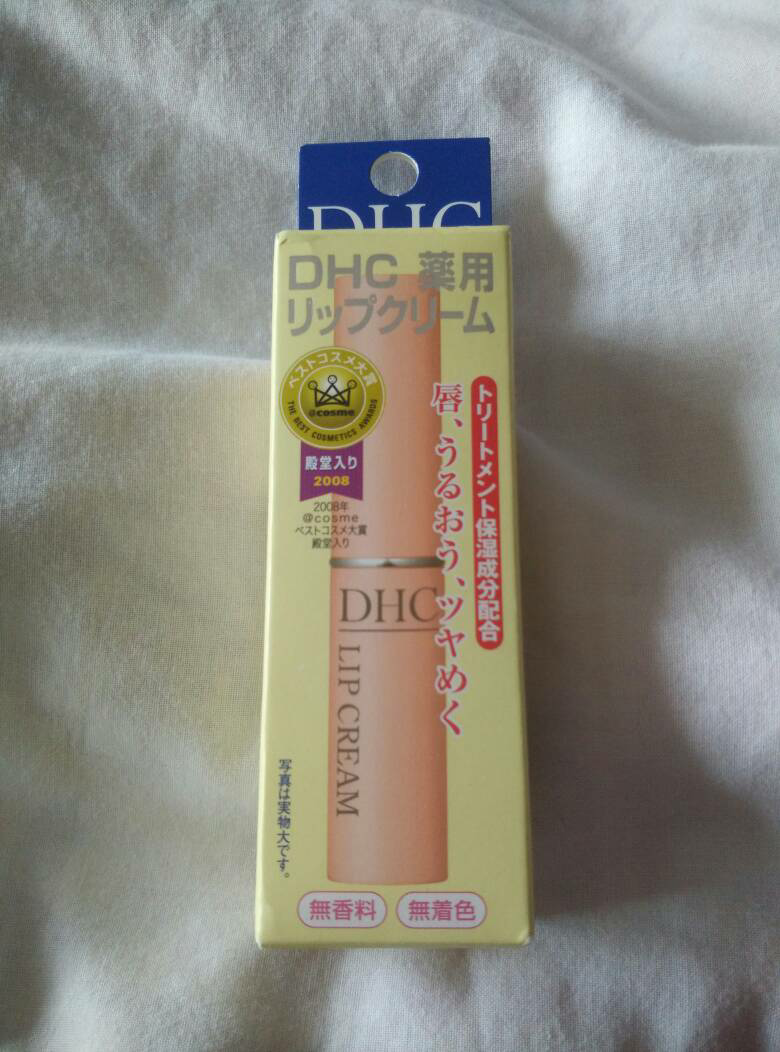 DHC
DHC 薬用
リップクリーム
ベストコスメ大賞
@cosme
THE BEST COSMETICS AWARDS
殿堂入り
2008
2008年
@cosme
ベストコスメ大賞
殿堂入り
トリートメント保湿成分配合
唇、うるおう、ツヤめく
DHC
LIP CREAM
写真は実物大です。
無香料
無着色